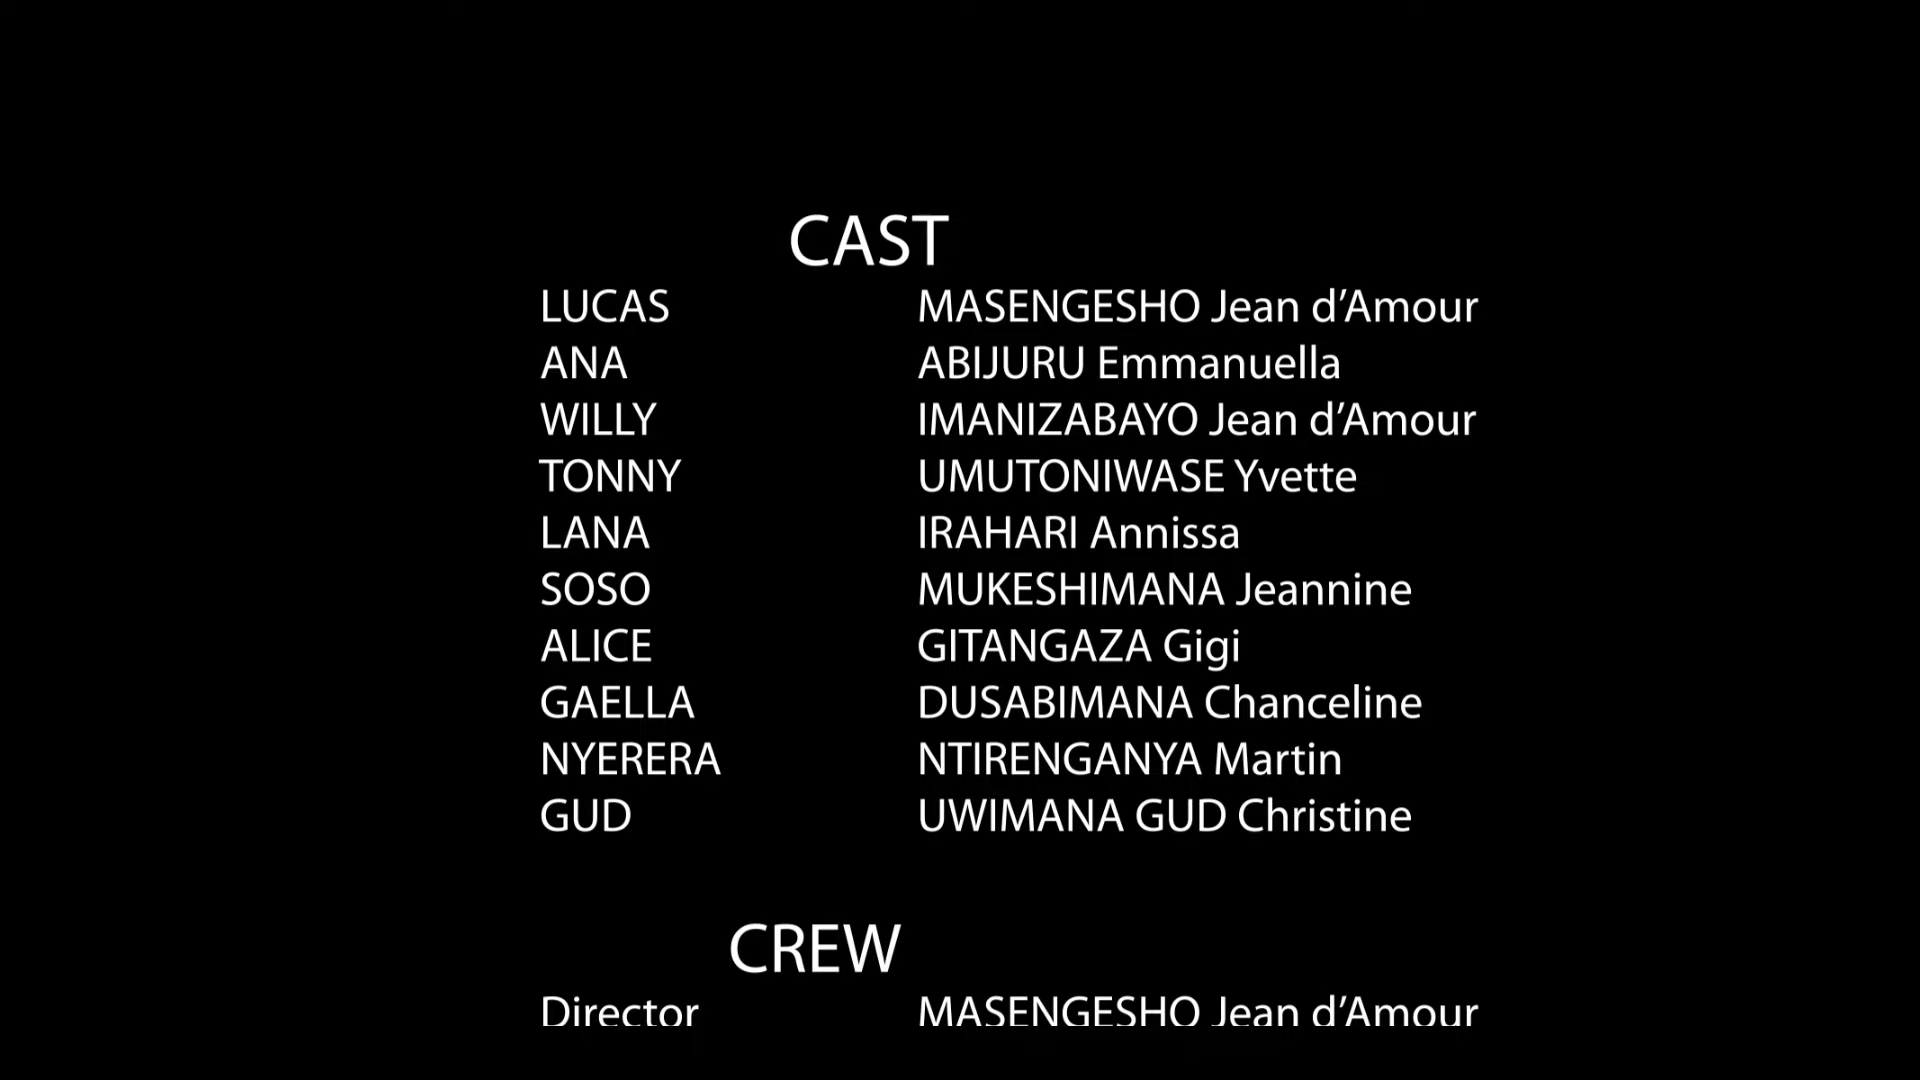 CAST
LUCAS MASENGESHO Jean d’Amour
ANA ABIJURU Emmanuella
WILLY IMANIZABAYO Jean d’Amour
TONNY UMUTONIWASE Yvette
LANA IRAHARI Annissa
SOSO MUKESHIMANA Jeannine
ALICE GITANGAZA Gigi
GAELLA DUSABIMANA Chanceline
NYERERA NTIRENGANYA Martin
GUD UWIMANA GUD Christine
CREW
Director MASENGESHO Jean d’Amour